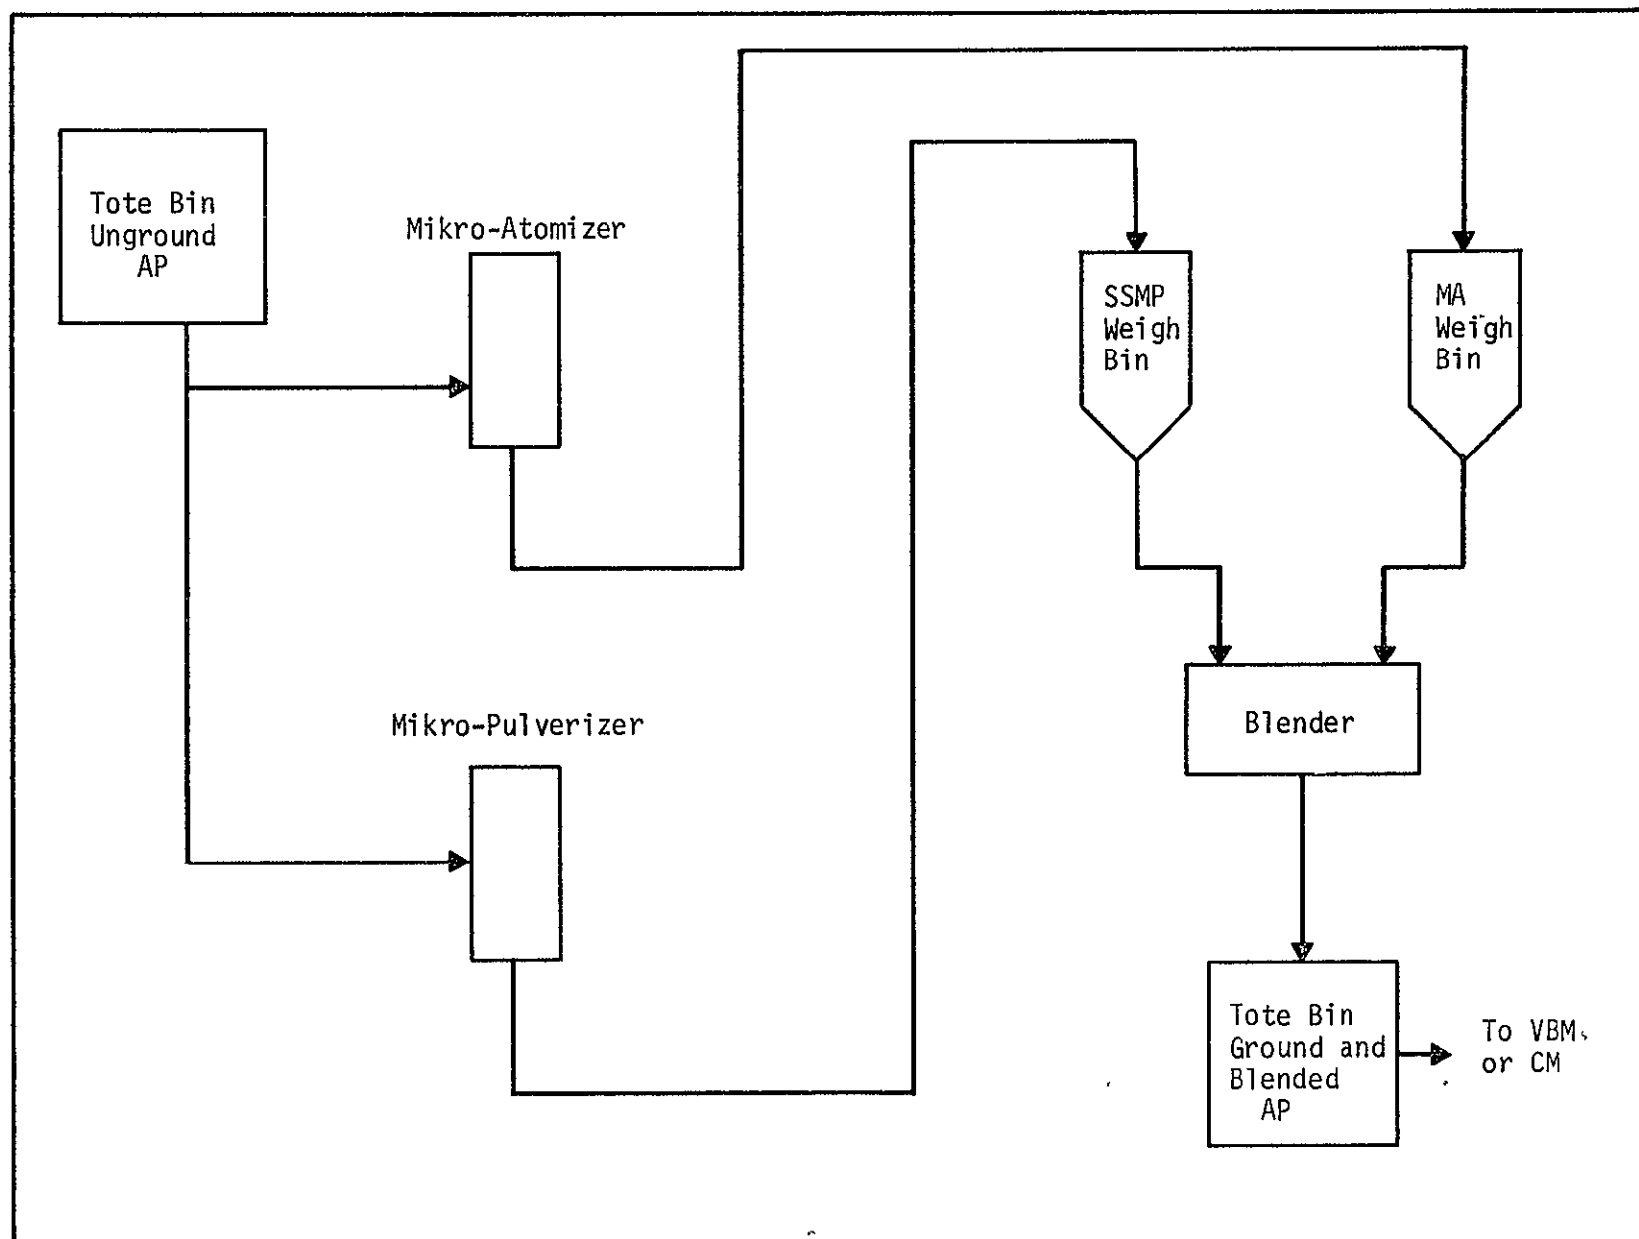 Tote Bin
Unground
AP
Mikro-Atomizer
SSMP
Weigh
Bin
MA
Weigh
Bin
Mikro-Pulverizer
Blender
Tote Bin
Ground and
Blended
AP
To VBM
or CM